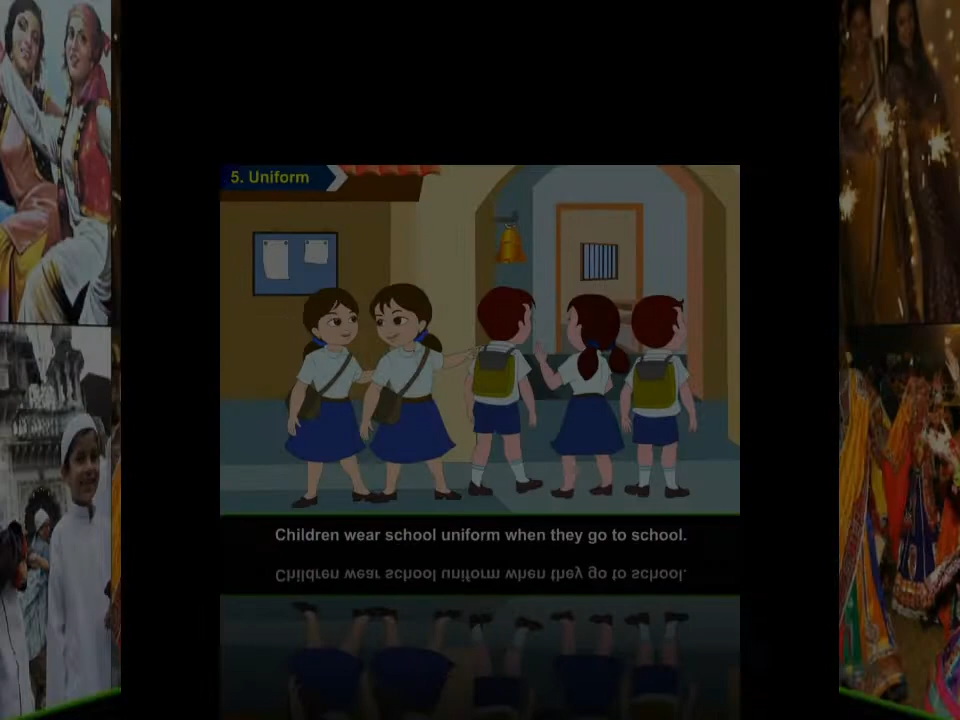 5. Uniform
Children wear school uniform when they go to school.
Children wear school uniform when they go to school.